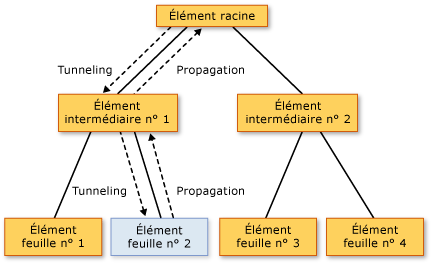 Élément racine
Tunneling
Propagation
Élément
intermédiaire n° 1
Élément
intermédiaire n° 2
Tunneling
Propagation
Élément
feuille n° 1
Élément
feuille n° 2
Élément
feuille n° 3
Élément
feuille n° 4